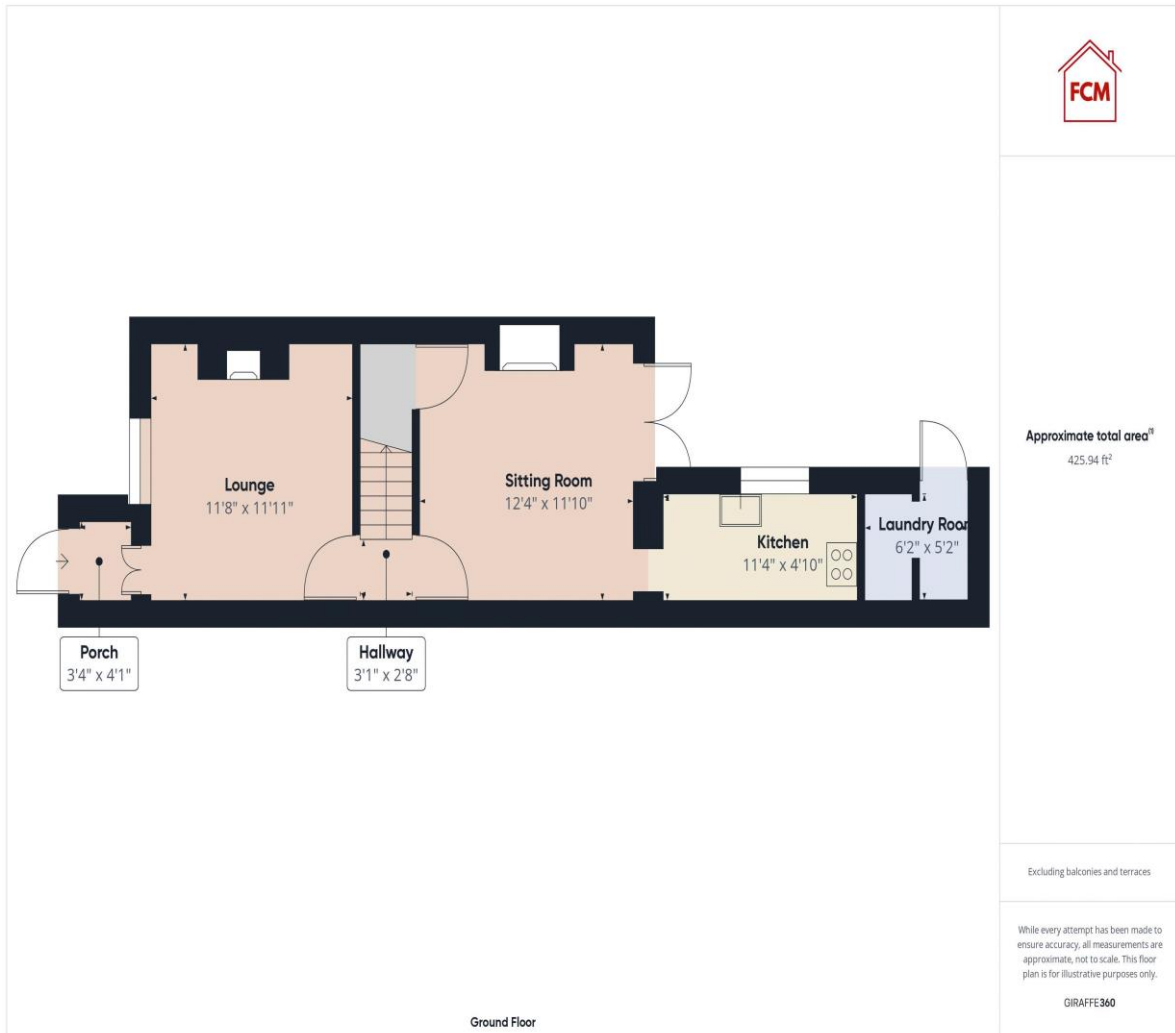 FCM
Approximate total area⁽¹⁾
425.94 ft²
Lounge
11'8" x 11'11"
Sitting Room
12'4" x 11'10"
Kitchen
11'4" x 4'10"
Laundry Room
6'2" x 5'2"
Porch
3'4" x 4'1"
Hallway
3'1" x 2'8"
Excluding balconies and terraces
While every attempt has been made to
ensure accuracy, all measurements are
approximate, not to scale. This floor
plan is for illustrative purposes only.
GIRAFFE360
Ground Floor